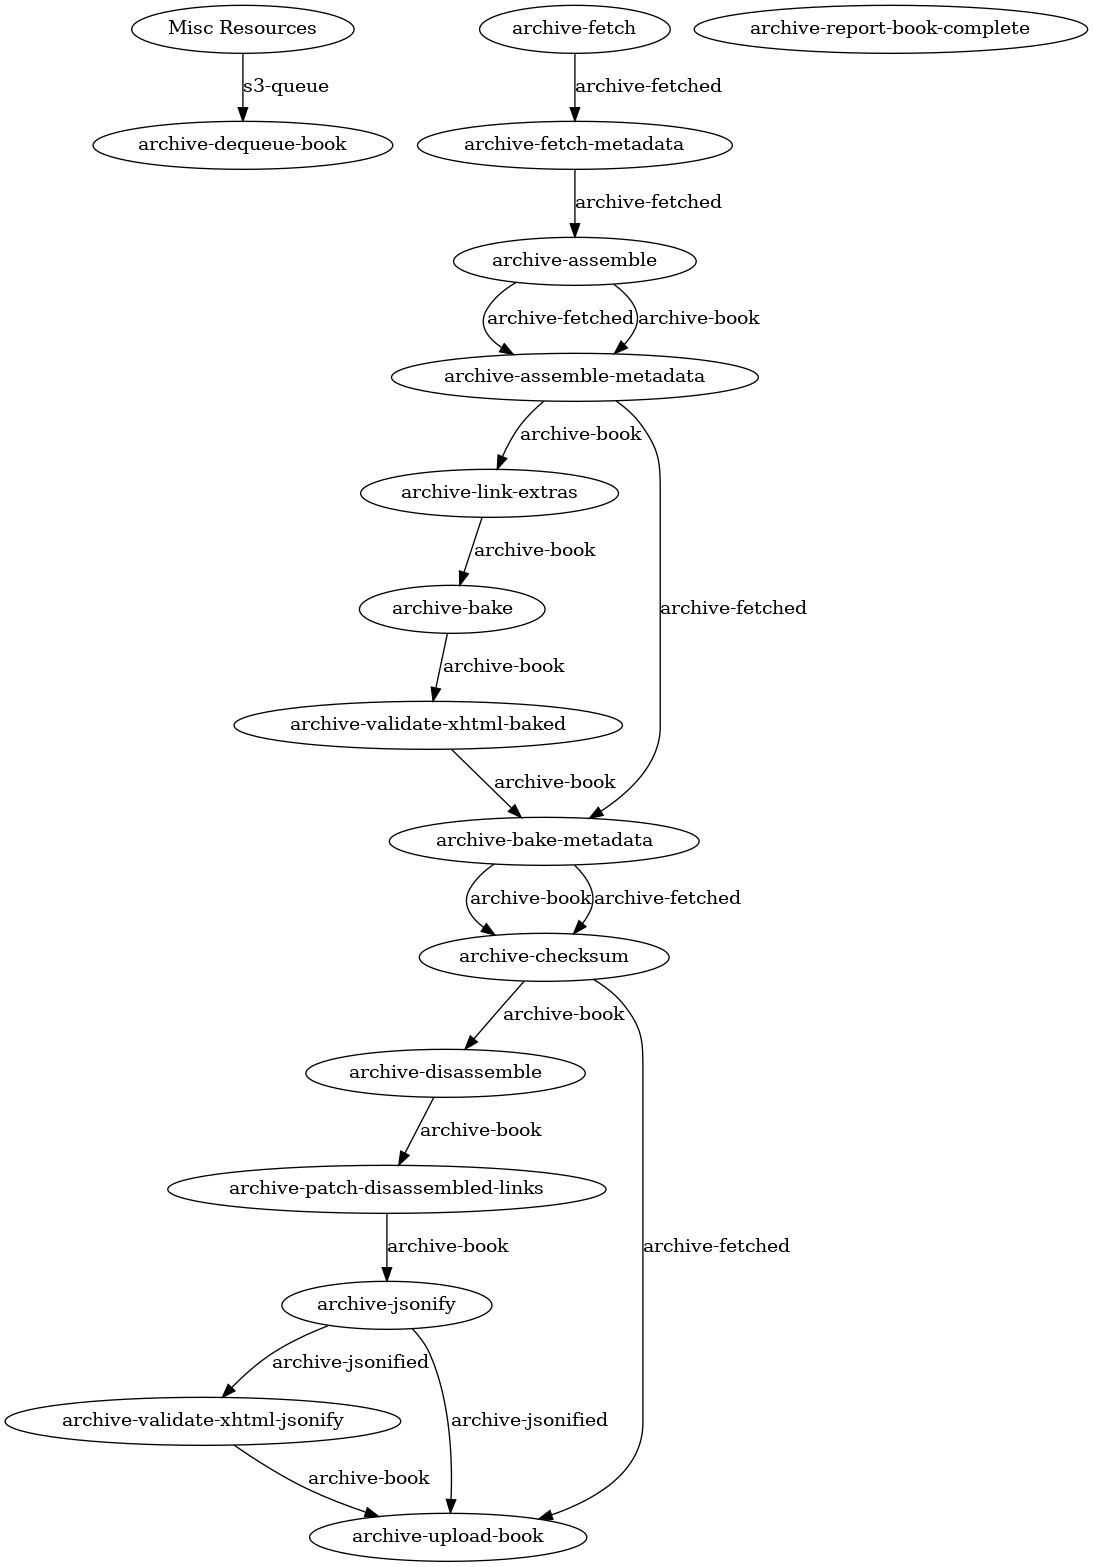 Misc Resources
archive-fetch
archive-report-book-complete
s3-queue
archive-fetched
archive-dequeue-book
archive-fetch-metadata
archive-fetched
archive-assemble
archive-fetched
archive-book
archive-assemble-metadata
archive-book
archive-link-extras
archive-book
archive-bake
archive-fetched
archive-book
archive-validate-xhtml-baked
archive-book
archive-bake-metadata
archive-book
archive-fetched
archive-checksum
archive-book
archive-disassemble
archive-book
archive-patch-disassembled-links
archive-book
archive-fetched
archive-jsonify
archive-jsonified
archive-validate-xhtml-jsonify
archive-jsonified
archive-book
archive-upload-book